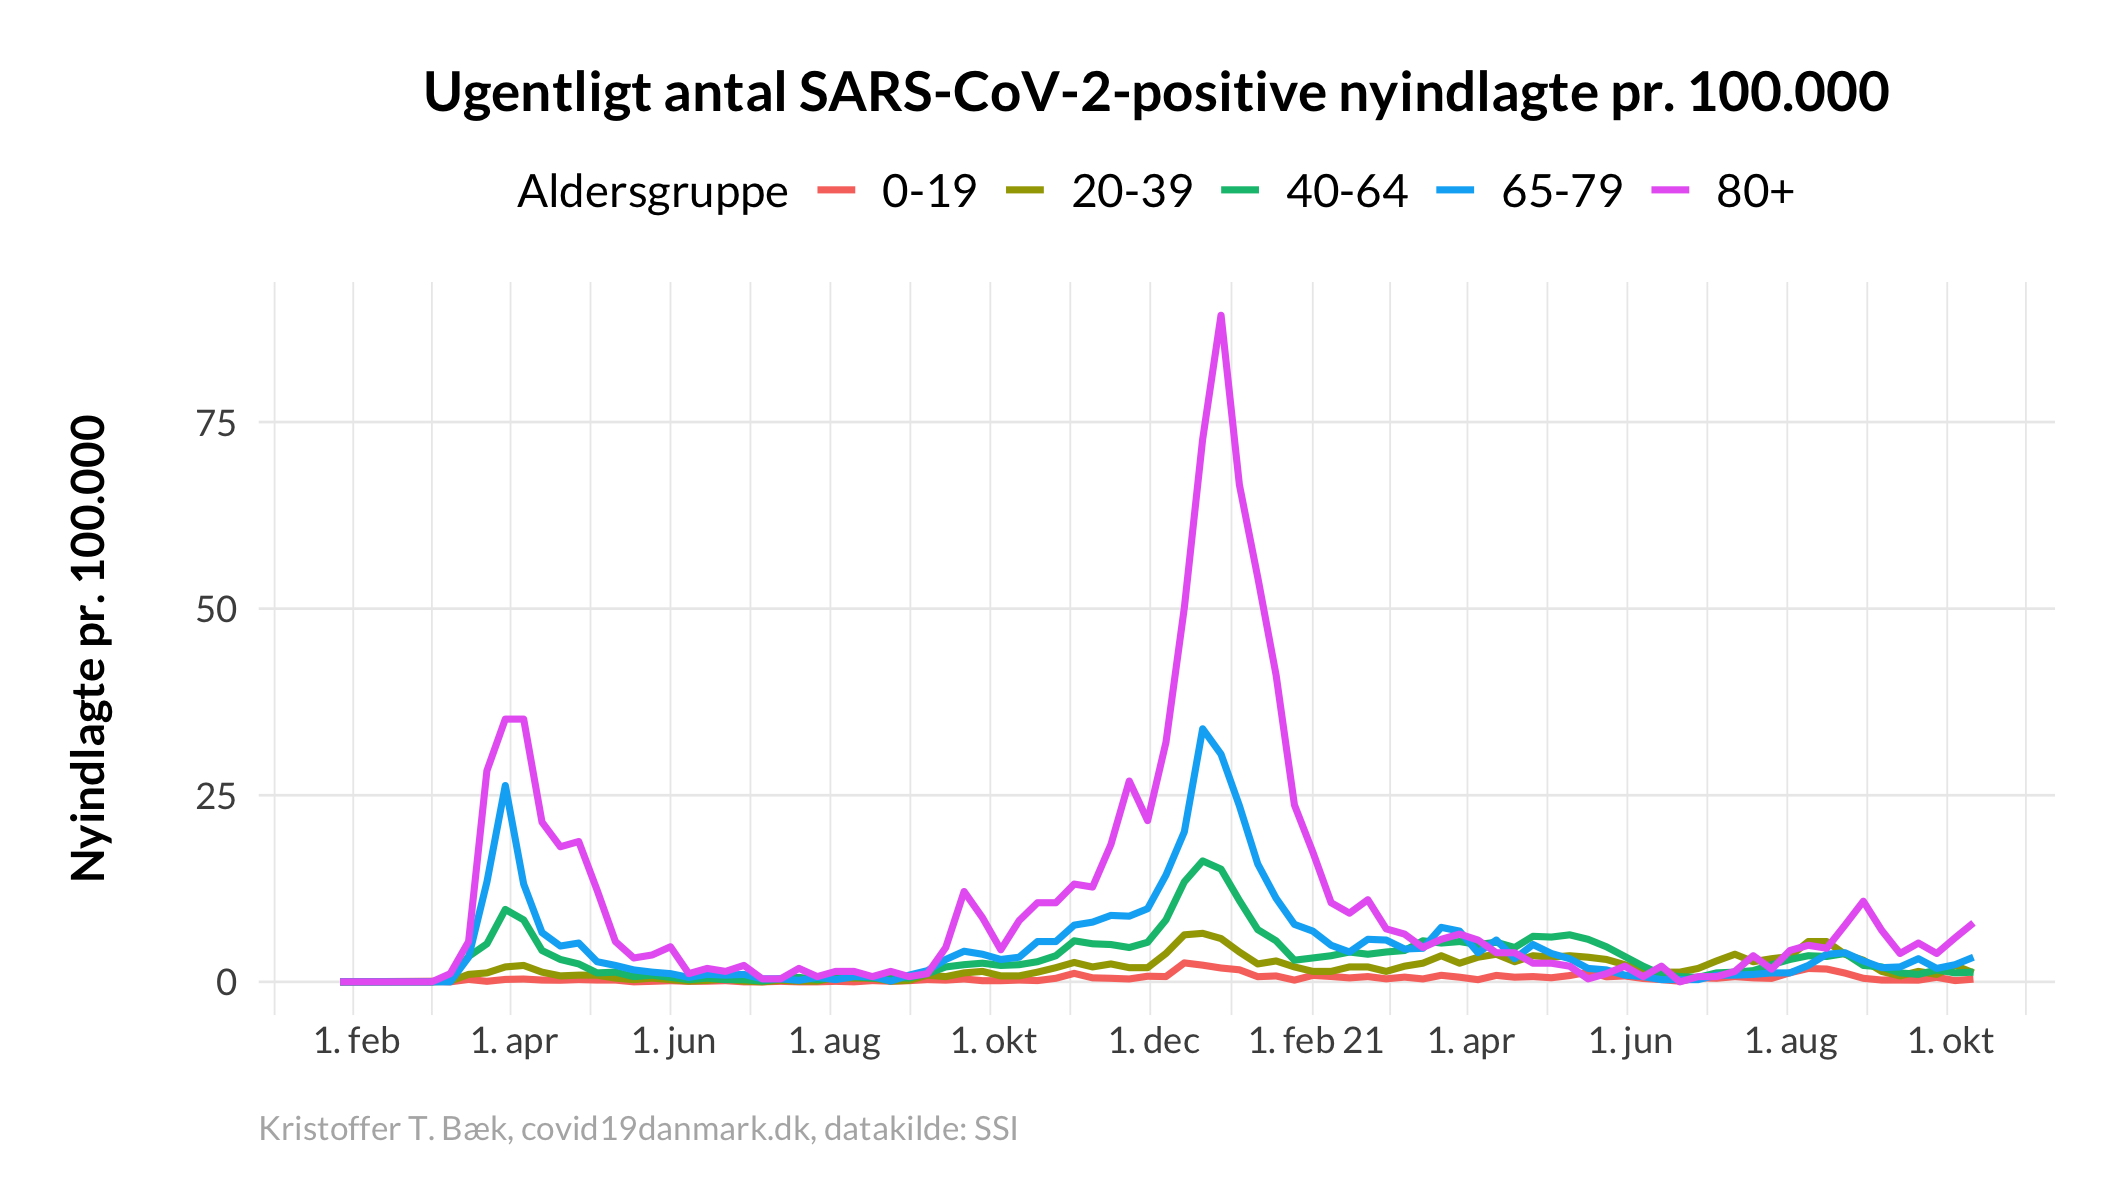 Ugentligt antal SARS-CoV-2-positive nyindlagte pr. 100.000
Aldersgruppe 0-19 20-39 40-64 65-79 80+
Nyindlagte pr. 100.000
75
50
25
0
1. feb 1. apr 1. jun 1. aug 1. okt 1. dec 1. feb 21 1. apr 1. jun 1. aug 1. okt
Kristoffer T. Bæk, covid19danmark.dk, datakilde: SSI